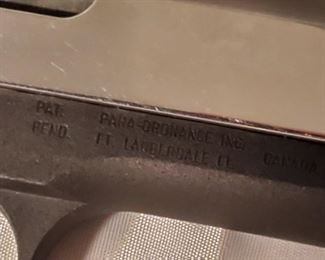 PAT. PARA-ORDNANCE INC.
PEND. FT. LAUDERDALE FL. CANADA